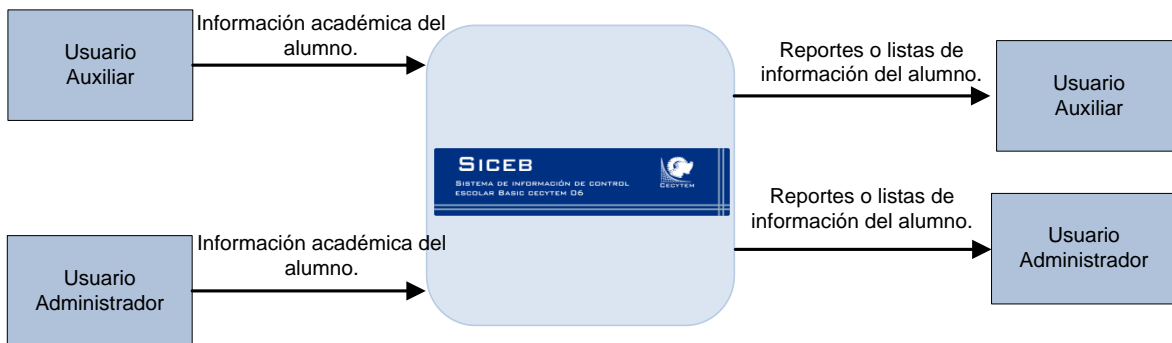 Usuario
Auxiliar
Información académica del
alumno.
SICEB
SISTEMA DE INFORMACIÓN DE CONTROL
ESCOLAR BASIC CECYTEM 06
CECYTEM
Reportes o listas de
información del alumno.
Usuario
Auxiliar
Usuario
Administrador
Información académica del
alumno.
Reportes o listas de
información del alumno.
Usuario
Administrador